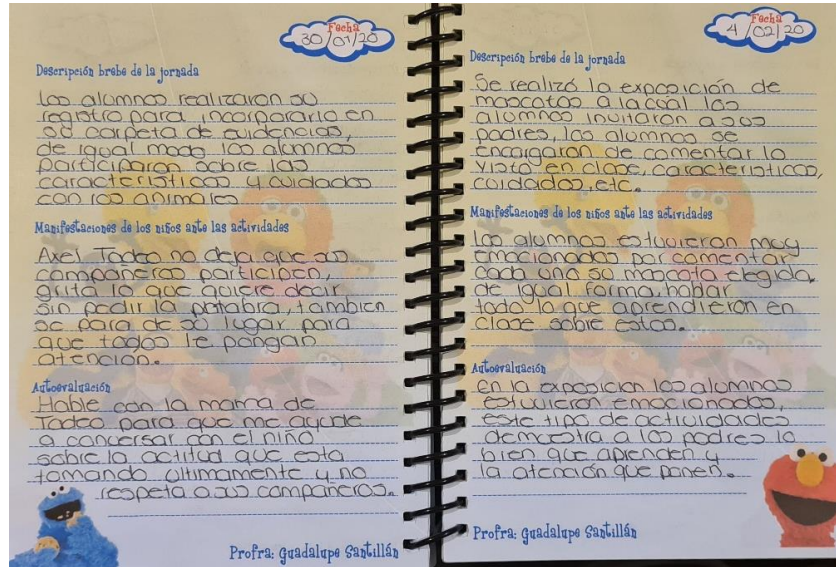 Fecha
30/01/20
Descripción brebe de la jornada
los alumnos realizaron su
registro para incorporarlo en
su carpeta de evidencias,
de igual modo los alumnos
participaron sobre las
características y cuidados
con los animales
Manifestaciones de los niños ante las actividades
Axel Tadeo no deja que sus
compañeros participen,
grita lo que quiere decir
sin pedir la palabra, tambien
se para de su lugar para
que todos le pongan
atención.
Autoevaluación
Hable con la mama de
Tadeo para que me ayude
a conversar con el niño
sobre la actitud que esta
tomando ultimamente y no
respeta a sus compañeros.
Profra: Guadalupe Santillán
Fecha
4/02/20
Descripción brebe de la jornada
Se realizó la exposición de
mascotas a la cual los
alumnos invitaron a sus
padres, los alumnos se
encargaron de comentar lo
visto en clase, características,
cuidados, etc.
Manifestaciones de los niños ante las actividades
los alumnos estuvieron muy
emocionados por comentar
cada uno su mascota elegida,
de igual forma, hablar
todo lo que aprendieron en
clase sobre estos.
Autoevaluación
En la exposicion los alumnos
estuvieron emocionados,
este tipo de actividades
demuestra a los padres lo
bien que aprenden y
la atención que ponen.
Profra: Guadalupe Santillán